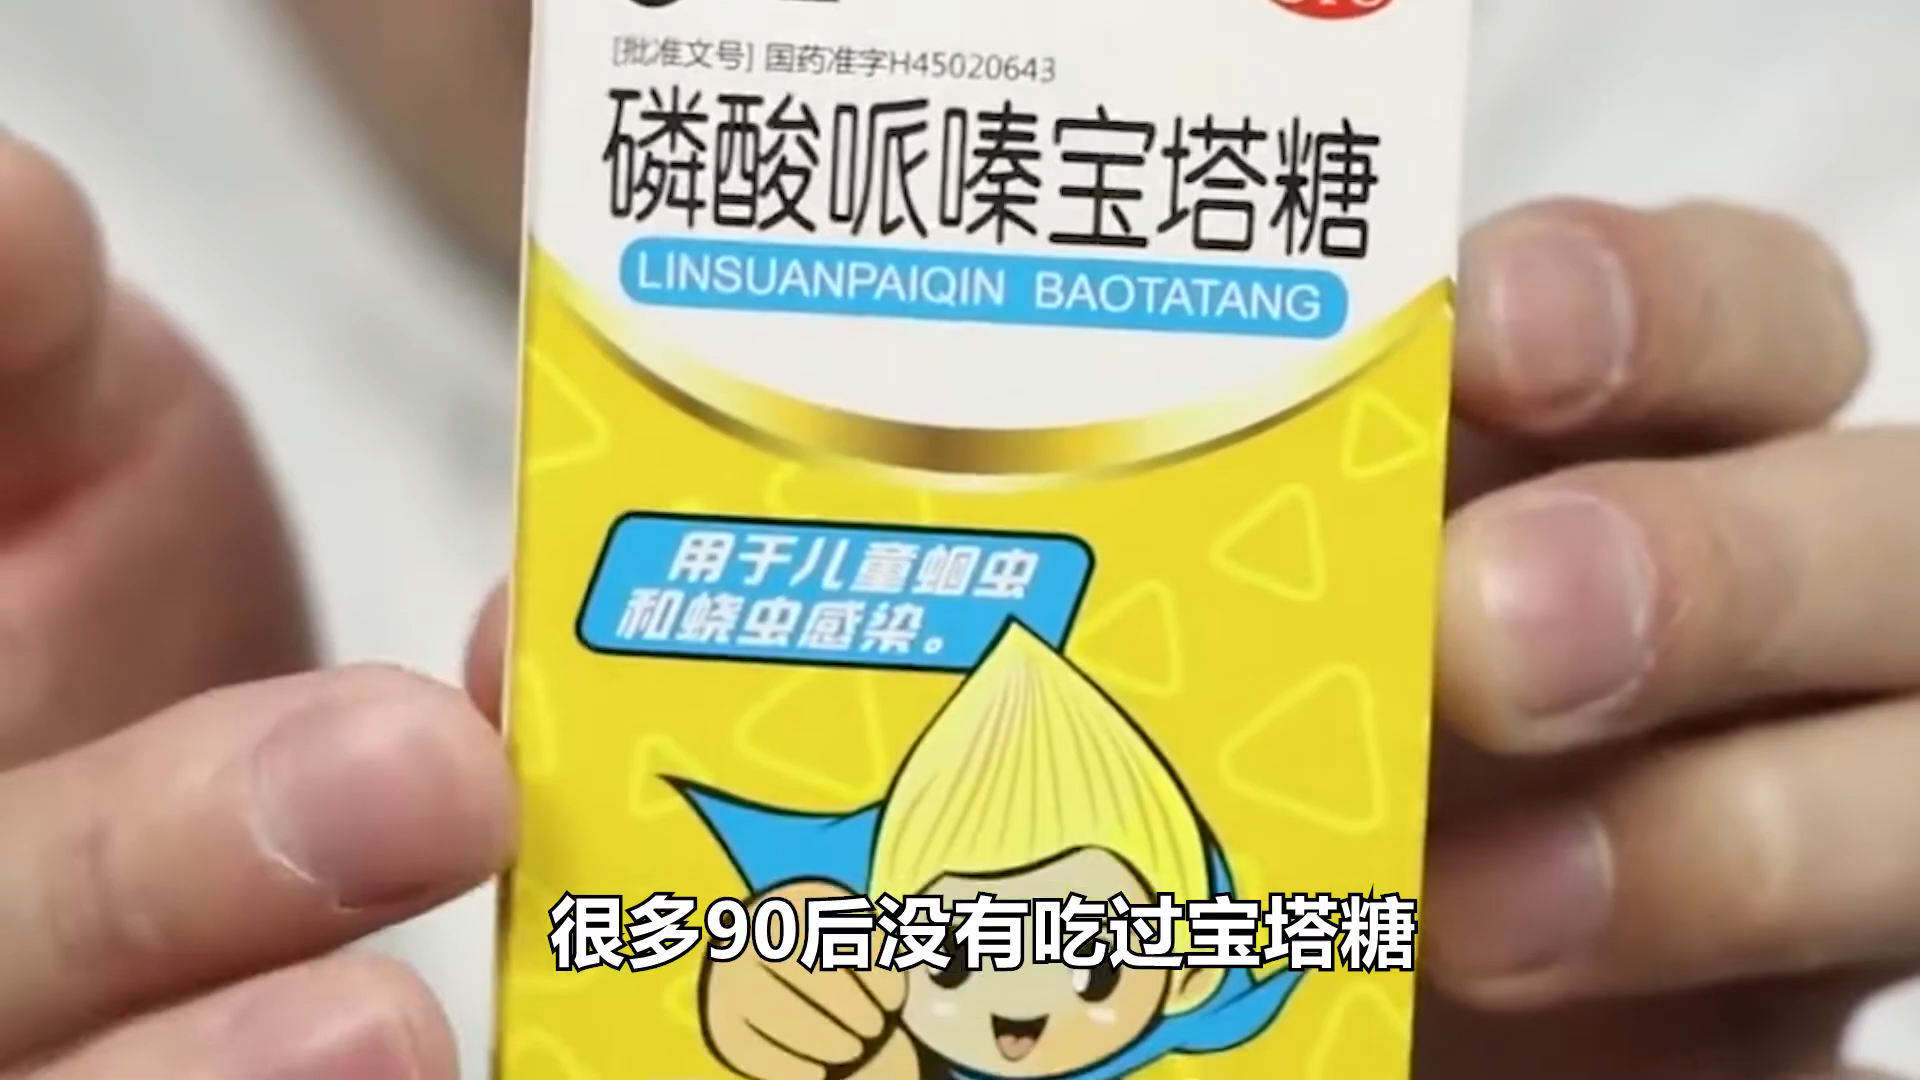 [批准文号] 国药准字H45020643
磷酸哌嗪宝塔糖
LINSUANPAIQIN BAOTATANG
用于儿童蛔虫
和蛲虫感染。
很多90后没有吃过宝塔糖